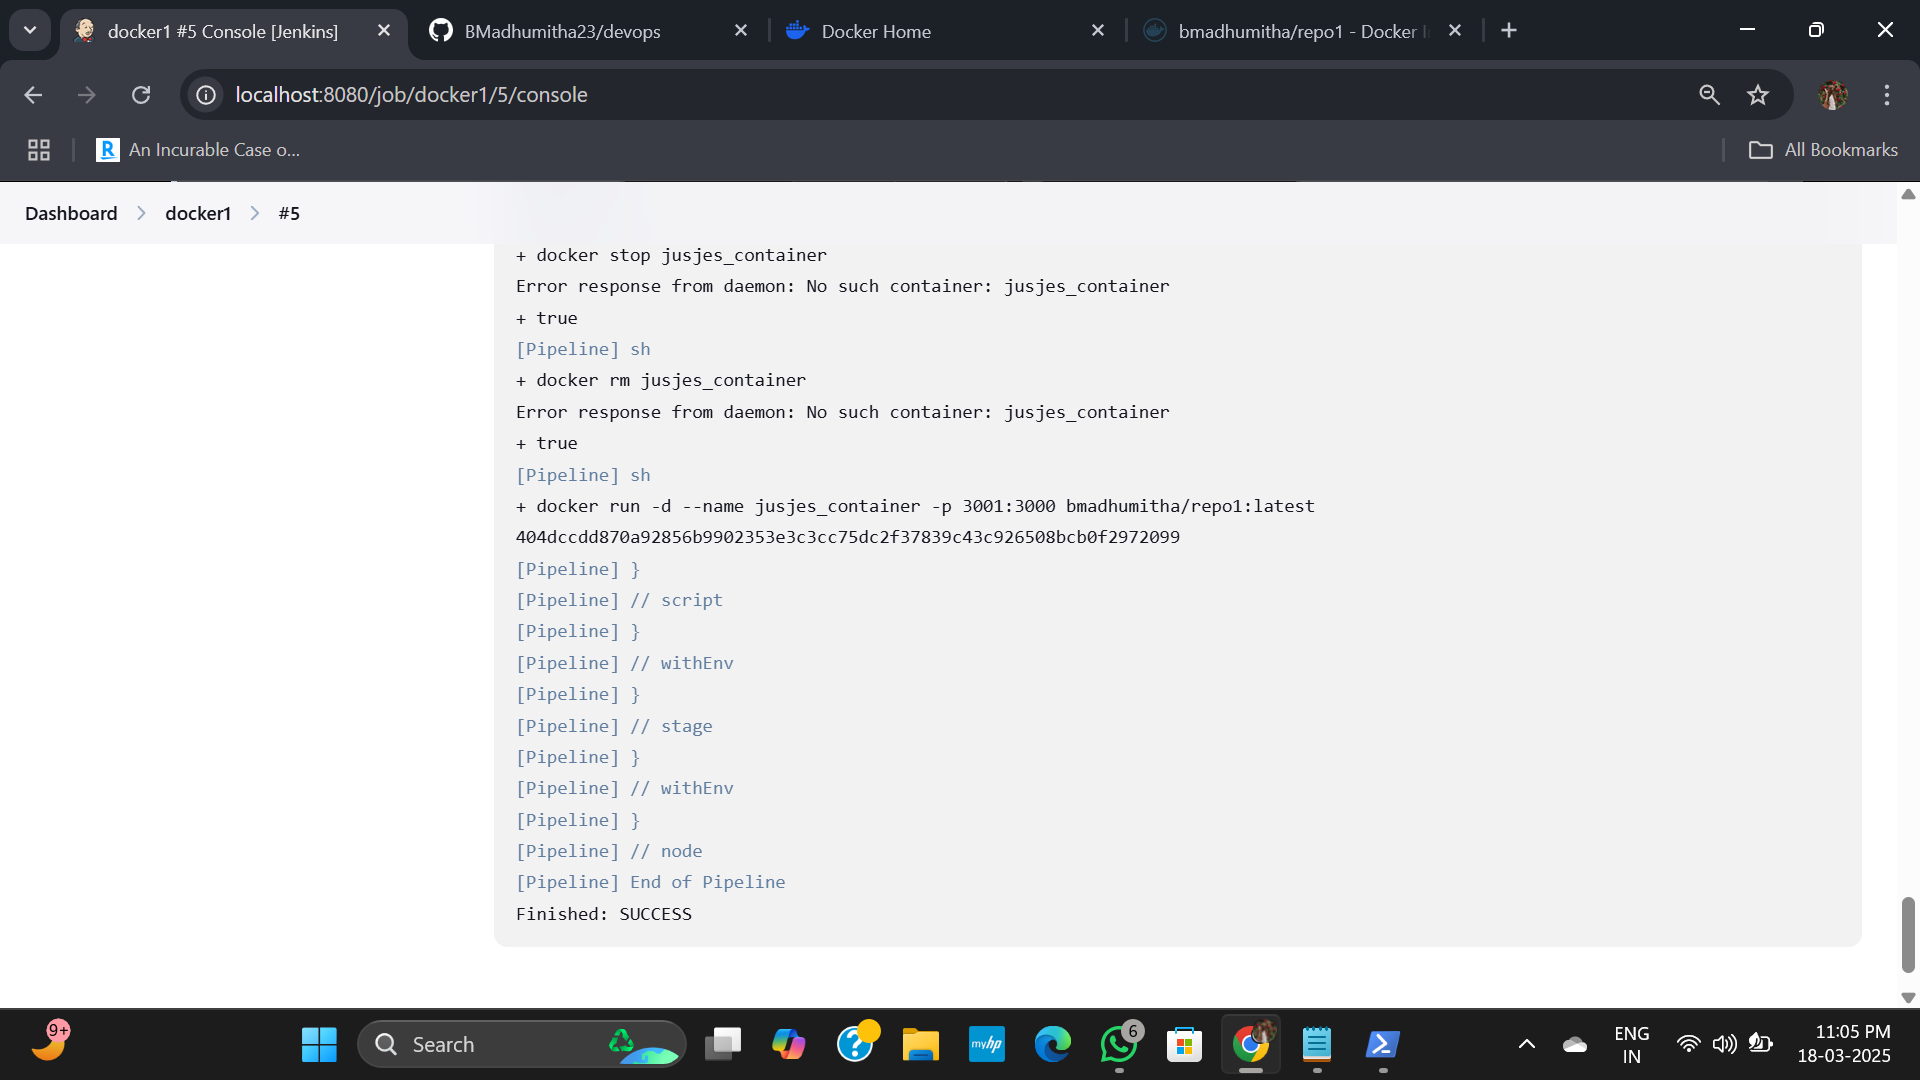 docker1 #5 Console [Jenkins]
BMadhumitha23/devops
Docker Home
bmadhumitha/repo1 - Docker I
localhost:8080/job/docker1/5/console
R An Incurable Case o...
All Bookmarks
Dashboard > docker1 > #5
+ docker stop jusjes_container
Error response from daemon: No such container: jusjes_container
+ true
[Pipeline] sh
+ docker rm jusjes_container
Error response from daemon: No such container: jusjes_container
+ true
[Pipeline] sh
+ docker run -d --name jusjes_container -p 3001:3000 bmadhumitha/repo1:latest
404dccdd870a92856b9902353e3c3cc75dc2f37839c43c926508bcb0f2972099
[Pipeline] }
[Pipeline] // script
[Pipeline] }
[Pipeline] // withEnv
[Pipeline] }
[Pipeline] // stage
[Pipeline] }
[Pipeline] // withEnv
[Pipeline] }
[Pipeline] // node
[Pipeline] End of Pipeline
Finished: SUCCESS
9+
Search
myhp
6
ENG
IN
11:05 PM
18-03-2025